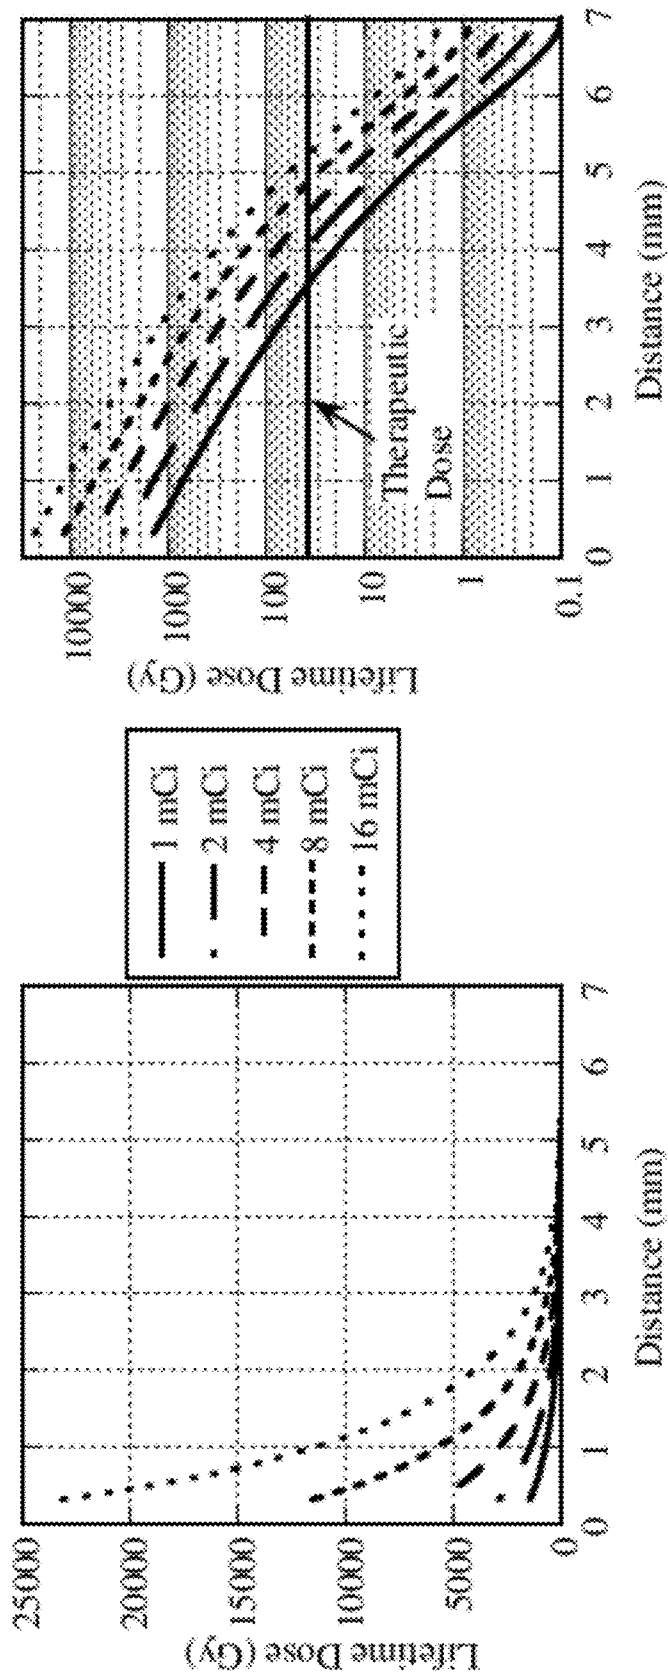 Lifetime Dose (Gy)
25000
20000
15000
10000
5000
0
0 1 2 3 4 5 6 7
Distance (mm)
1 mCi
2 mCi
4 mCi
8 mCi
16 mCi
Lifetime Dose (Gy)
10000
1000
100
10
1
0.1
Therapeutic
Dose
0 1 2 3 4 5 6 7
Distance (mm)